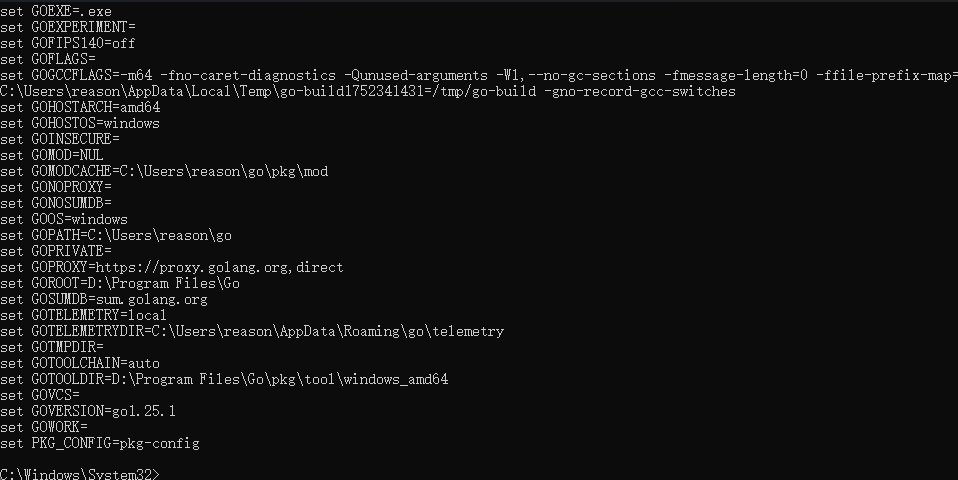 set GOEXE=.exe
set GOEXPERIMENT=
set GOFIPS140=off
set GOFLAGS=
set GOGCCFLAGS=-m64 -fno-caret-diagnostics -Qunused-arguments -Wl,--no-gc-sections -fmessage-length=0 -ffile-prefix-map=
C:\Users\reason\AppData\Local\Temp\go-build1752341431=/tmp/go-build -gno-record-gcc-switches
set GOHOSTARCH=amd64
set GOHOSTOS=windows
set GOINSECURE=
set GOMOD=NUL
set GOMODCACHE=C:\Users\reason\go\pkg\mod
set GONOPROXY=
set GONOSUMDB=
set GOOS=windows
set GOPATH=C:\Users\reason\go
set GOPRIVATE=
set GOPROXY=https://proxy.golang.org,direct
set GOROOT=D:\Program Files\Go
set GOSUMDB=sum.golang.org
set GOTELEMETRY=local
set GOTELEMETRYDIR=C:\Users\reason\AppData\Roaming\go\telemetry
set GOTMPDIR=
set GOTOOLCHAIN=auto
set GOTOOLDIR=D:\Program Files\Go\pkg\tool\windows_amd64
set GOVCS=
set GOVERSION=go1.25.1
set GOWORK=
set PKG_CONFIG=pkg-config
C:\Windows\System32>